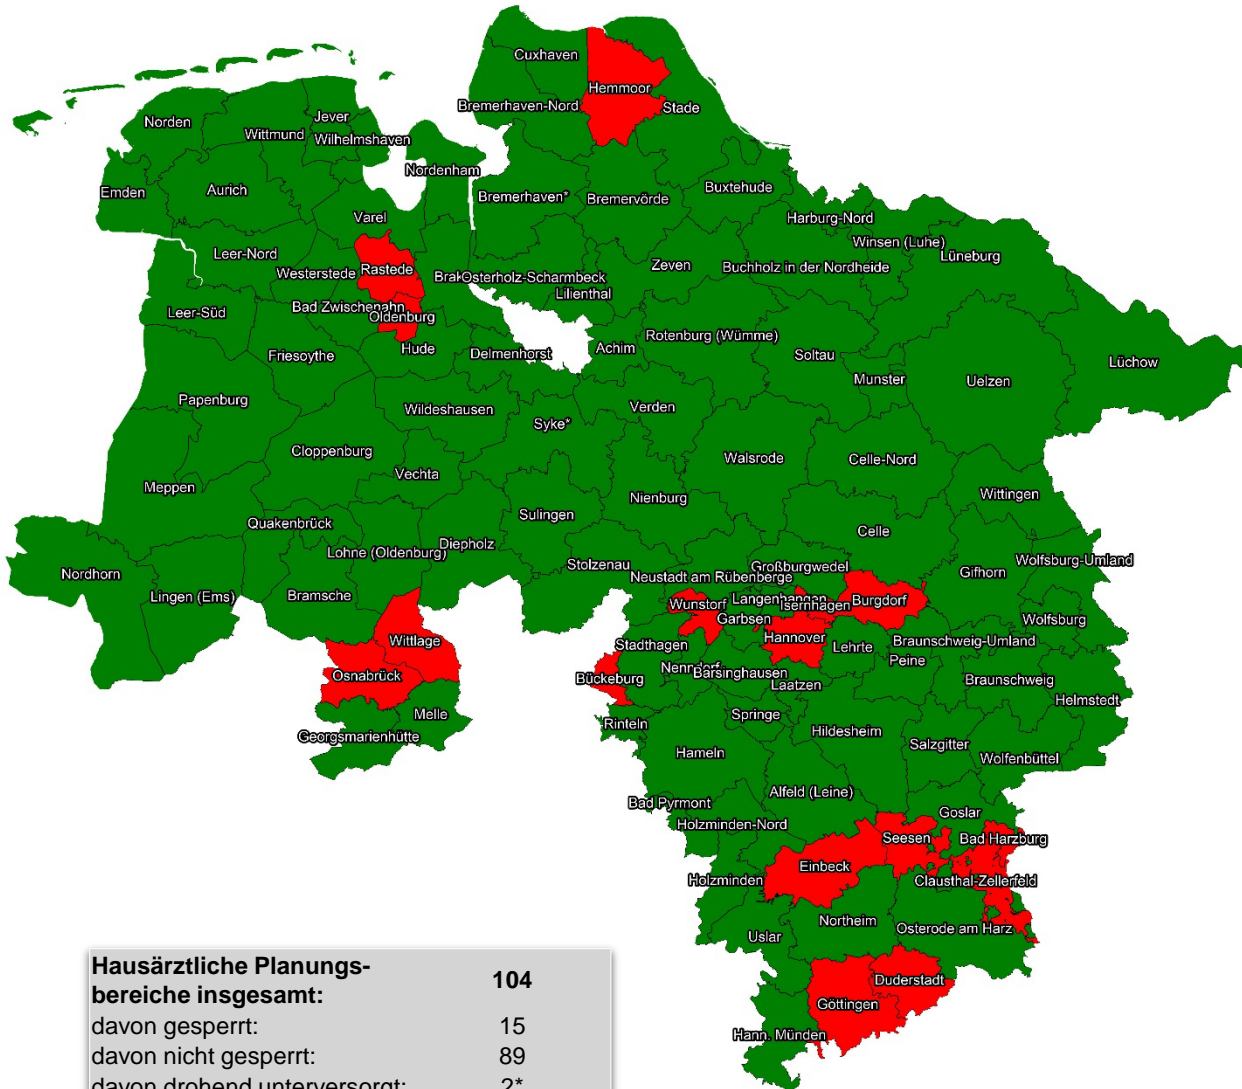 Cuxhaven
Hemmoor
Bremerhaven-Nord
Stade
Norden
Jever
Wittmund
Wilhelmshaven
Nordenham
Emden
Aurich
Bremerhaven*
Bremervörde
Buxtehude
Varel
Harburg-Nord
Winsen (Luhe)
Lüneburg
Leer-Nord
Westerstede
Rastede
Osterholz-Scharmbeck
Zeven
Buchholz in der Nordheide
Lilienthal
Leer-Süd
Bad Zwischenahn
Oldenburg
Friesoythe
Hude
Delmenhorst
Achim
Rotenburg (Wümme)
Soltau
Munster
Uelzen
Lüchow
Papenburg
Wildeshausen
Syke*
Verden
Cloppenburg
Vechta
Walsrode
Celle-Nord
Meppen
Nienburg
Wittingen
Quakenbrück
Sulingen
Celle
Lohne (Oldenburg)
Diepholz
Stolzenau
Großburgwedel
Wolfsburg-Umland
Nordhorn
Neustadt am Rübenberge
Gifhorn
Lingen (Ems)
Bramsche
Wunstorf
Langenhagen
Isernhagen
Burgdorf
Garbsen
Wolfsburg
Wittlage
Stadthagen
Hannover
Lehrte
Braunschweig-Umland
Peine
Osnabrück
Bückeburg
Nenndorf
Barsinghausen
Laatzen
Braunschweig
Helmstedt
Melle
Georgsmarienhütte
Rinteln
Springe
Hildesheim
Salzgitter
Wolfenbüttel
Hameln
Bad Pyrmont
Alfeld (Leine)
Holzminden-Nord
Goslar
Seesen
Bad Harzburg
Einbeck
Holzminden
Clausthal-Zellerfeld
Northeim
Osterode am Harz
Uslar
Duderstadt
Göttingen
Hann. Münden
Hausärztliche Planungs-
bereiche insgesamt: 104
davon gesperrt: 15
davon nicht gesperrt: 89
davon drohend unterversorgt: 2*